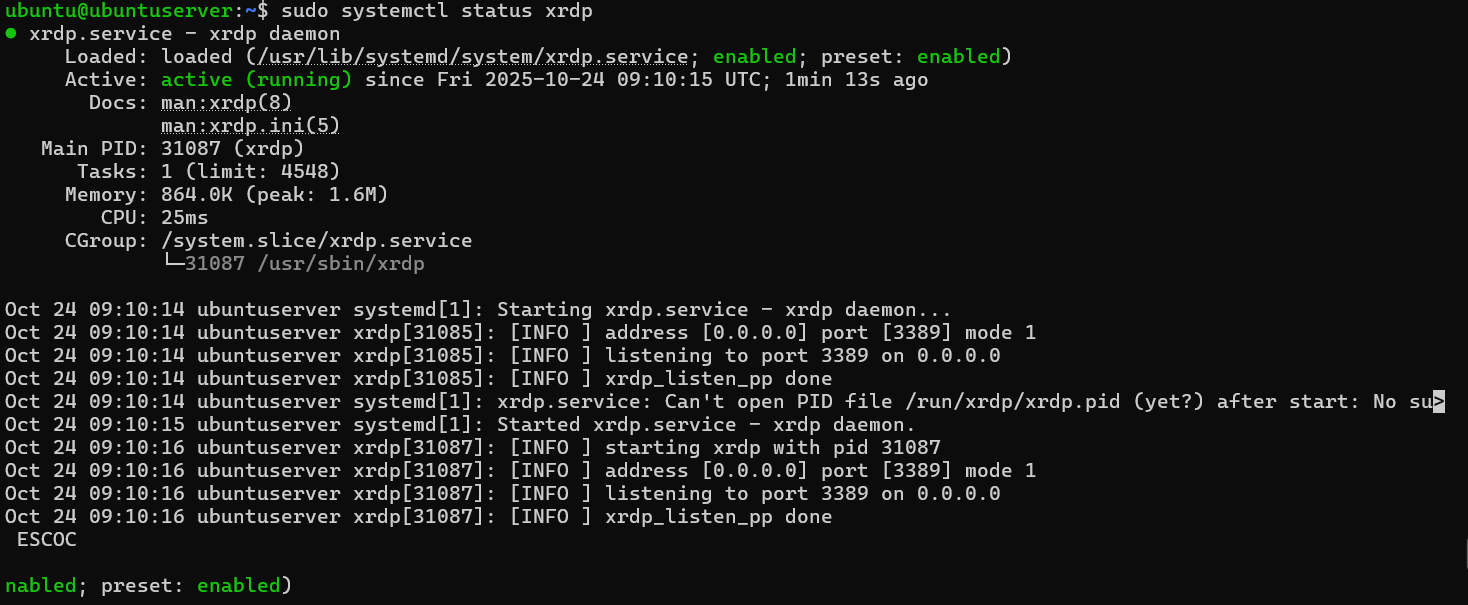 ubuntu@ubuntuserver:~$ sudo systemctl status xrdp
● xrdp.service - xrdp daemon
     Loaded: loaded (/usr/lib/systemd/system/xrdp.service; enabled; preset: enabled)
     Active: active (running) since Fri 2025-10-24 09:10:15 UTC; 1min 13s ago
       Docs: man:xrdp(8)
             man:xrdp.ini(5)
   Main PID: 31087 (xrdp)
      Tasks: 1 (limit: 4548)
     Memory: 864.0K (peak: 1.6M)
        CPU: 25ms
     CGroup: /system.slice/xrdp.service
             └─31087 /usr/sbin/xrdp

Oct 24 09:10:14 ubuntuserver systemd[1]: Starting xrdp.service - xrdp daemon...
Oct 24 09:10:14 ubuntuserver xrdp[31085]: [INFO ] address [0.0.0.0] port [3389] mode 1
Oct 24 09:10:14 ubuntuserver xrdp[31085]: [INFO ] listening to port 3389 on 0.0.0.0
Oct 24 09:10:14 ubuntuserver xrdp[31085]: [INFO ] xrdp_listen_pp done
Oct 24 09:10:14 ubuntuserver systemd[1]: xrdp.service: Can't open PID file /run/xrdp/xrdp.pid (yet?) after start: No su>
Oct 24 09:10:15 ubuntuserver systemd[1]: Started xrdp.service - xrdp daemon.
Oct 24 09:10:16 ubuntuserver xrdp[31087]: [INFO ] starting xrdp with pid 31087
Oct 24 09:10:16 ubuntuserver xrdp[31087]: [INFO ] address [0.0.0.0] port [3389] mode 1
Oct 24 09:10:16 ubuntuserver xrdp[31087]: [INFO ] listening to port 3389 on 0.0.0.0
Oct 24 09:10:16 ubuntuserver xrdp[31087]: [INFO ] xrdp_listen_pp done
 ESCOC

nabled; preset: enabled)